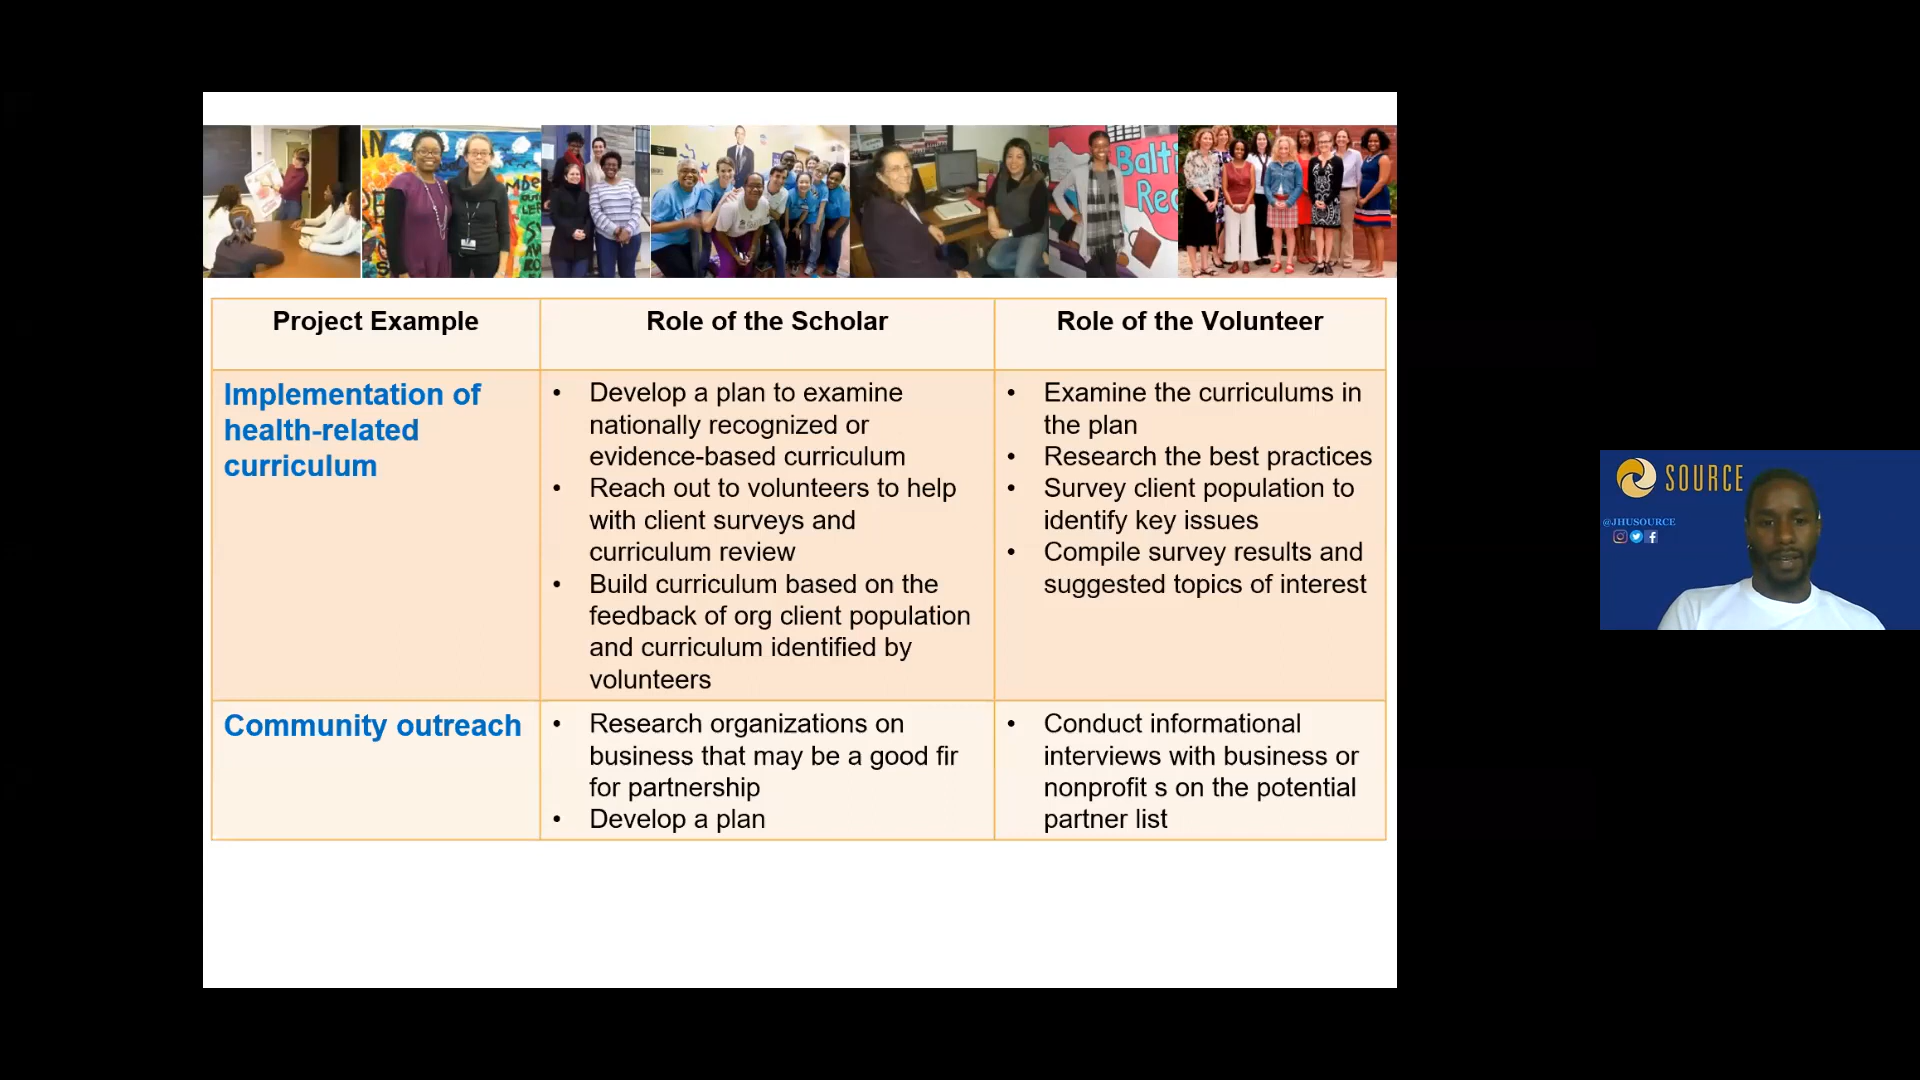 Balti
Rec
Project Example
Role of the Scholar
Role of the Volunteer
Implementation of
health-related
curriculum
• Develop a plan to examine
nationally recognized or
evidence-based curriculum
• Reach out to volunteers to help
with client surveys and
curriculum review
• Build curriculum based on the
feedback of org client population
and curriculum identified by
volunteers
• Examine the curriculums in
the plan
• Research the best practices
• Survey client population to
identify key issues
• Compile survey results and
suggested topics of interest
Community outreach
• Research organizations on
business that may be a good fir
for partnership
• Develop a plan
• Conduct informational
interviews with business or
nonprofit s on the potential
partner list
SOURCE
@JHUSOURCE